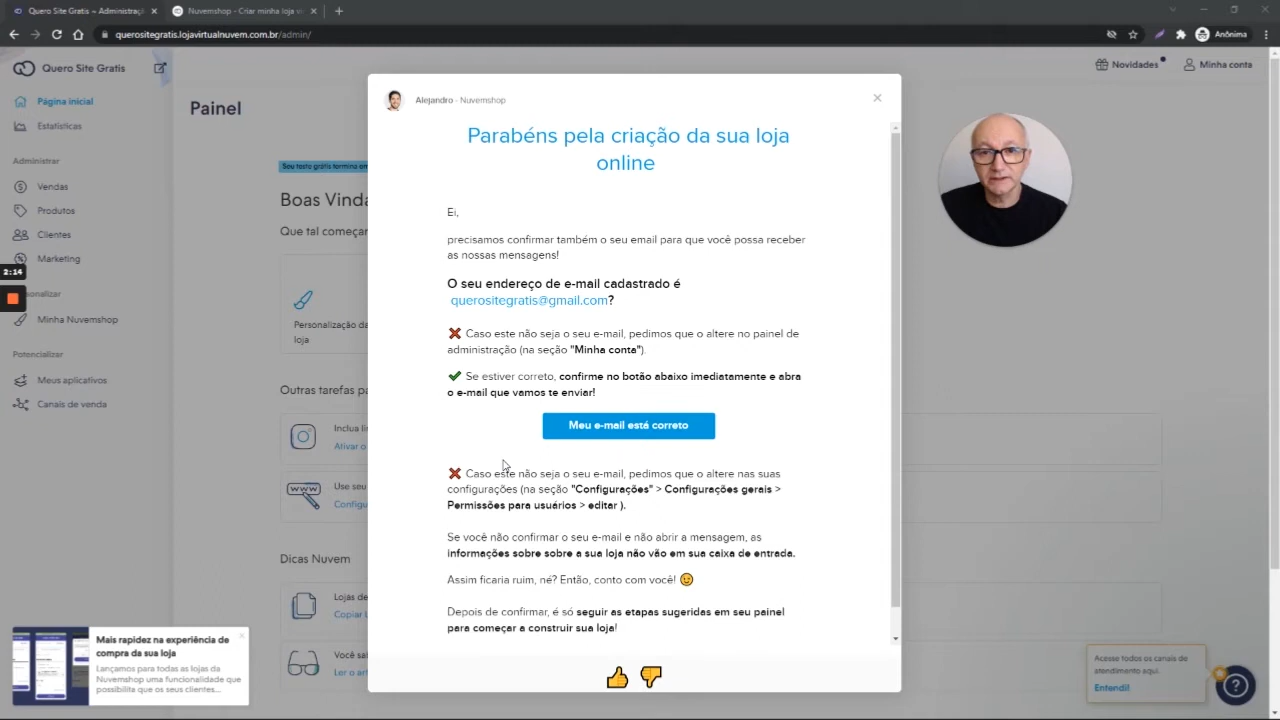 Quero Site Gratis – Administraç
Nuvemshop - Criar minha loja vi
querositegratis.lojavirtualnuvem.com.br/admin/
Anônima
Quero Site Gratis
Novidades
Minha conta
Página inicial
Estatísticas
Administrar
Vendas
Produtos
Clientes
Marketing
2:14
sonalizar
Minha Nuvemshop
Potencializar
Meus aplicativos
Canais de venda
Painel
Seu teste grátis termina em
Boas Vinda
Que tal começar
Personalização da
loja
Outras tarefas pa
Inclua lin
Ativar o
Use seu
Configu
Dicas Nuvem
Lojas de
Copiar L
Você sal
Ler o art
Alejandro - Nuvemshop
Parabéns pela criação da sua loja
online
Ei,
precisamos confirmar também o seu email para que você possa receber
as nossas mensagens!
O seu endereço de e-mail cadastrado é
querositegratis@gmail.com?
❌ Caso este não seja o seu e-mail, pedimos que o altere no painel de
administração (na seção "Minha conta").
✔ Se estiver correto, confirme no botão abaixo imediatamente e abra
o e-mail que vamos te enviar!
Meu e-mail está correto
❌ Caso este não seja o seu e-mail, pedimos que o altere nas suas
configurações (na seção "Configurações" > Configurações gerais >
Permissões para usuários > editar ).
Se você não confirmar o seu e-mail e não abrir a mensagem, as
informações sobre sobre a sua loja não vão em sua caixa de entrada.
Assim ficaria ruim, né? Então, conto com você! 😉
Depois de confirmar, é só seguir as etapas sugeridas em seu painel
para começar a construir sua loja!
Mais rapidez na experiência de
compra da sua loja
Lançamos para todas as lojas da
Nuvemshop uma funcionalidade que
possibilita que os seus clientes...
Acesse todos os canais de
atendimento aqui.
Entendi!